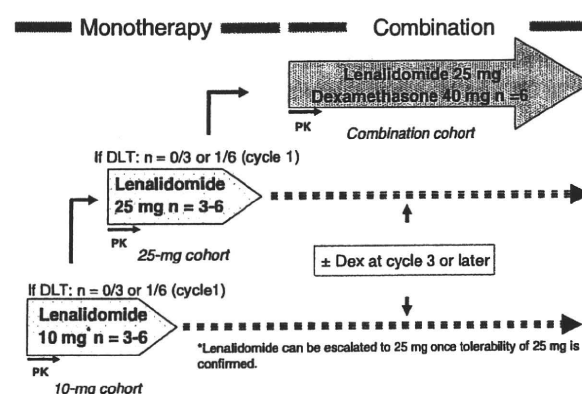 Monotherapy
Combination
Lenalidomide 25 mg
Dexamethasone 40 mg n =6
PK
Combination cohort
If DLT: n = 0/3 or 1/6 (cycle 1)
Lenalidomide
25 mg n = 3-6
PK
25-mg cohort
± Dex at cycle 3 or later
If DLT: n = 0/3 or 1/6 (cycle1)
Lenalidomide
10 mg* n = 3-6
PK
10-mg cohort
*Lenalidomide can be escalated to 25 mg once tolerability of 25 mg is
confirmed.